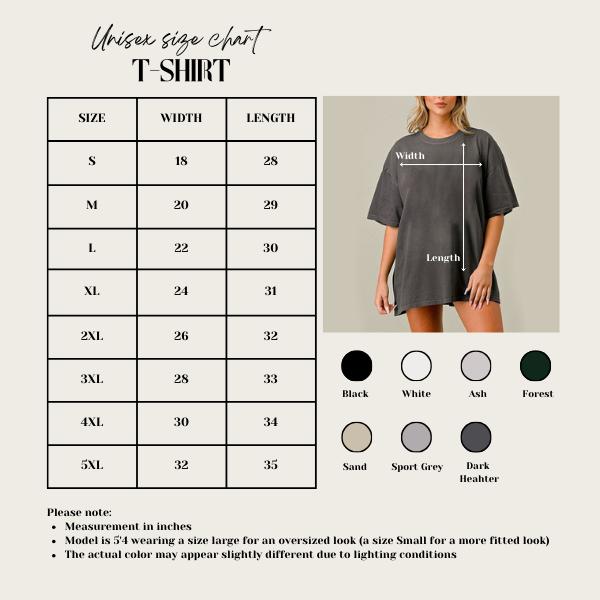 Unisex size chart
T-SHIRT
SIZE WIDTH LENGTH
S 18 28
M 20 29
L 22 30
XL 24 31
2XL 26 32
3XL 28 33
4XL 30 34
5XL 32 35
Width
Length
Black White Ash Forest
Sand Sport Grey Dark
Heahter
Please note:
• Measurement in inches
• Model is 5'4 wearing a size large for an oversized look (a size Small for a more fitted look)
• The actual color may appear slightly different due to lighting conditions